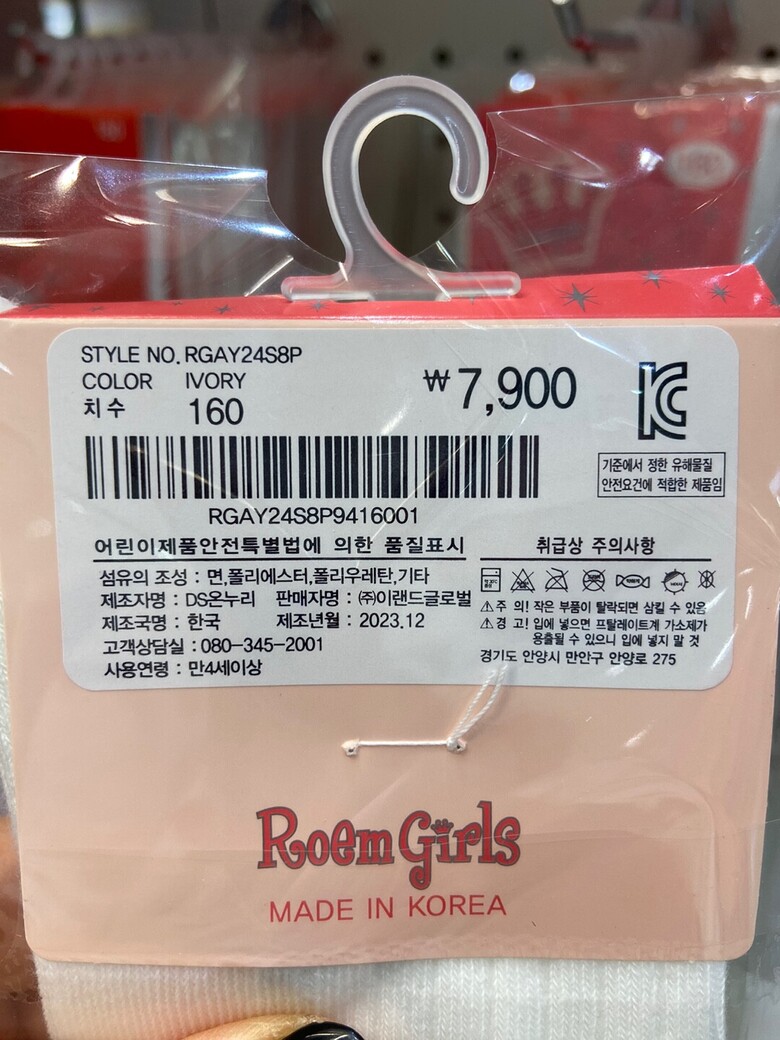 STYLE NO. RGAY24S8P
COLOR IVORY
치수 160
₩7,900
KC
기준에서 정한 유해물질
안전요건에 적합한 제품임
RGAY24S8P9416001
어린이제품안전특별법에 의한 품질표시
섬유의 조성 : 면,폴리에스터,폴리우레탄,기타
제조자명 : DS온누리 판매자명 : ㈜이랜드글로벌
제조국명 : 한국 제조년월 : 2023.12
고객상담실 : 080-345-2001
사용연령 : 만4세이상
취급상 주의사항
⚠주 의! 작은 부품이 탈락되면 삼킬 수 있음
⚠경 고! 입에 넣으면 프탈레이트계 가소제가
용출될 수 있으니 입에 넣지 말 것
경기도 안양시 만안구 안양로 275
Roem Girls
MADE IN KOREA